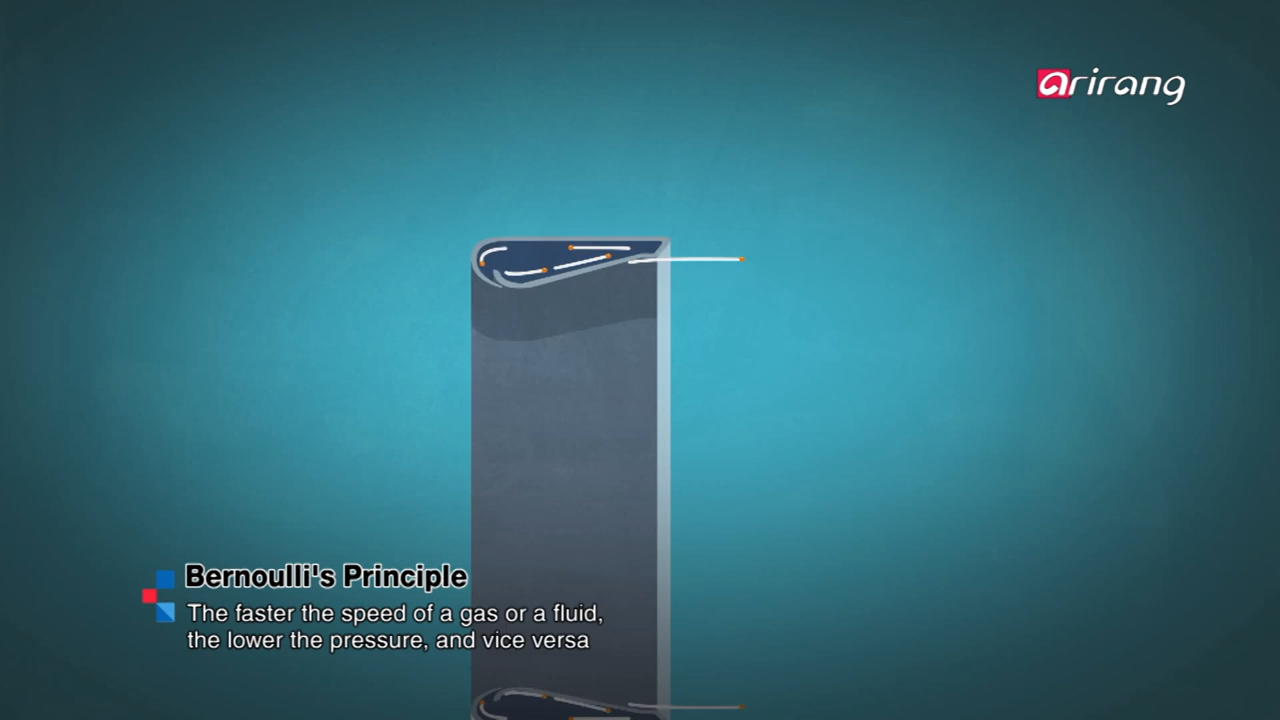 arirang
Bernoulli's Principle
The faster the speed of a gas or a fluid,
the lower the pressure, and vice versa